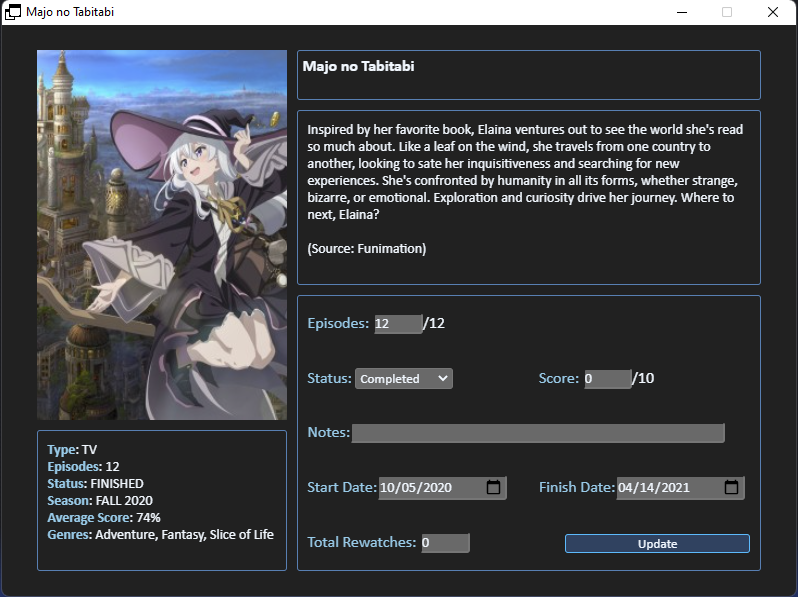 Majo no Tabitabi
Majo no Tabitabi
Inspired by her favorite book, Elaina ventures out to see the world she's read
so much about. Like a leaf on the wind, she travels from one country to
another, looking to sate her inquisitiveness and searching for new
experiences. She's confronted by humanity in all its forms, whether strange,
bizarre, or emotional. Exploration and curiosity drive her journey. Where to
next, Elaina?
(Source: Funimation)
Episodes: 12/12
Status: Completed Score: 0/10
Notes:
Start Date: 10/05/2020 Finish Date: 04/14/2021
Total Rewatches: 0 Update
Type: TV
Episodes: 12
Status: FINISHED
Season: FALL 2020
Average Score: 74%
Genres: Adventure, Fantasy, Slice of Life